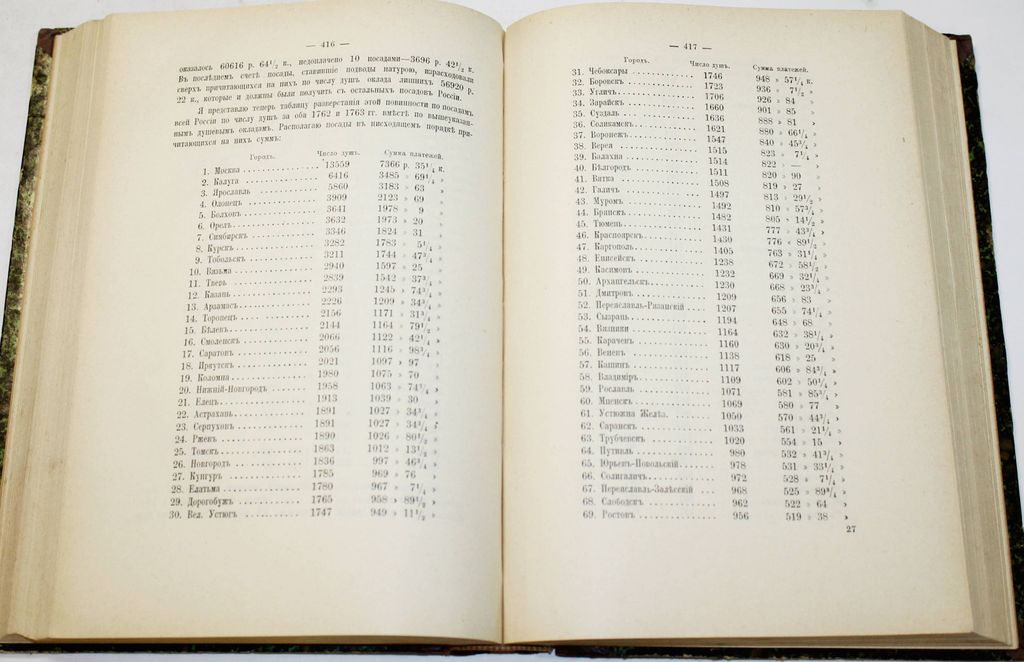 — 416 —
оказалось 60616 р. 64½ к., недоплачено 10 посадами—3696 р. 42½ к.
Въ послѣднемъ счетѣ посады, ставившіе подводы натурою, израсходовали
сверхъ причитающихся на нихъ по числу душъ оклада лишнихъ 56920 р.
22 к., которые и должны были получить съ остальныхъ посадовъ Россіи.
Я представлю теперь таблицу разверстанія этой повинности по посадамъ
всей Россіи по числу душъ за оба 1762 и 1763 гг. вмѣстѣ по вышеуказан-
нымъ душевымъ окладамъ. Располагаю посады въ нисходящемъ порядкѣ при-
читающихся на нихъ суммъ:
Городъ. Число душъ. Сумма платежей.
1. Москва . . . 13559 7366 р. 35¼ к.
2. Калуга . . . 6416 3485 » 69¼ »
3. Ярославль . . . 5860 3183 » 63 »
4. Олонецъ . . . 3909 2123 » 69 »
5. Болховъ . . . 3641 1978 » 9 »
6. Орелъ . . . 3632 1973 » 20 »
7. Симбирскъ . . . 3346 1824 » 31 »
8. Курскъ . . . 3282 1783 » 5¼ »
9. Тобольскъ . . . 3211 1744 » 47¾ »
10. Вязьма . . . 2940 1597 » 25 »
11. Тверь . . . 2839 1542 » 37¾ »
12. Казань . . . 2293 1245 » 74¾ »
13. Арзамасъ . . . 2226 1209 » 34¾ »
14. Торопецъ . . . 2156 1171 » 31¾ »
15. Бѣлевъ . . . 2144 1164 » 79½ »
16. Смоленскъ . . . 2066 1122 » 42¼ »
17. Саратовъ . . . 2056 1116 » 98¾ »
18. Иркутскъ . . . 2021 1097 » 97 »
19. Коломна . . . 1980 1075 » 70 »
20. Нижній-Новгородъ . . . 1958 1063 » 74¾ »
21. Елецъ . . . 1913 1039 » 30 »
22. Астрахань . . . 1891 1027 » 34¾ »
23. Серпуховъ . . . 1891 1027 » 34¾ »
24. Ржевъ . . . 1890 1026 » 80½ »
25. Томскъ . . . 1863 1012 » 13½ »
26. Новгородъ . . . 1836 997 » 46¾ »
27. Кунгуръ . . . 1785 969 » 76 »
28. Елатьма . . . 1780 967 » 7¼ »
29. Дорогобужъ . . . 1765 958 » 89½ »
30. Вел. Устюгъ . . . 1747 949 » 11½ »
— 417 —
Городъ. Число душъ. Сумма платежей.
31. Чебоксары . . . 1746 948 » 57¼ к.
32. Боровскъ . . . 1723 936 » 7½ »
33. Угличъ . . . 1706 926 » 84 »
34. Зарайскъ . . . 1660 901 » 85 »
35. Суздаль . . . 1636 888 » 81 »
36. Соликамскъ . . . 1621 880 » 66¼ »
37. Воронежъ . . . 1547 840 » 45¾ »
38. Верея . . . 1515 823 » 7¼ »
39. Балахна . . . 1514 822 » — »
40. Бѣлгородъ . . . 1511 820 » 90 »
41. Вятка . . . 1508 819 » 27 »
42. Галичъ . . . 1497 813 » 29½ »
43. Муромъ . . . 1492 810 » 57¾ »
44. Брянскъ . . . 1482 805 » 14½ »
45. Тюмень . . . 1431 777 » 43¾ »
46. Красноярскъ . . . 1430 776 » 89½ »
47. Каргополь . . . 1405 763 » 31¼ »
48. Енисейскъ . . . 1238 672 » 58½ »
49. Касимовъ . . . 1232 669 » 32¼ »
50. Архангельскъ . . . 1230 668 » 23¼ »
51. Дмитровъ . . . 1209 656 » 83 »
52. Переяславль-Рязанскій . . . 1207 655 » 74¼ »
53. Сызрань . . . 1194 648 » 68 »
54. Вязники . . . 1164 632 » 38¼ »
55. Карачевъ . . . 1160 630 » 20¾ »
56. Веневъ . . . 1138 618 » 25 »
57. Кашинъ . . . 1117 606 » 84¾ »
58. Владиміръ . . . 1109 602 » 50¼ »
59. Рославль . . . 1071 581 » 85¾ »
60. Мценскъ . . . 1069 580 » 77 »
61. Устюжна Желѣз. . . . 1050 570 » 44¾ »
62. Саранскъ . . . 1033 561 » 21¼ »
63. Трубчевскъ . . . 1020 554 » 15 »
64. Путивль . . . 980 532 » 41¾ »
65. Юрьевъ-Повольскій . . . 978 531 » 33¼ »
66. Солигаличъ . . . 972 528 » 7¼ »
67. Переяславль-Залѣсскій . . . 968 525 » 89¾ »
68. Слободскъ . . . 962 522 » 64 »
69. Ростовъ . . . 956 519 » 38 »
27